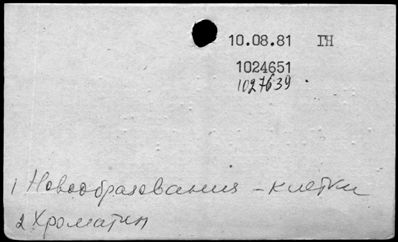 10.08.81 ГН
1024651
1027639
1 Новообразования - клетки
2 Хроматин